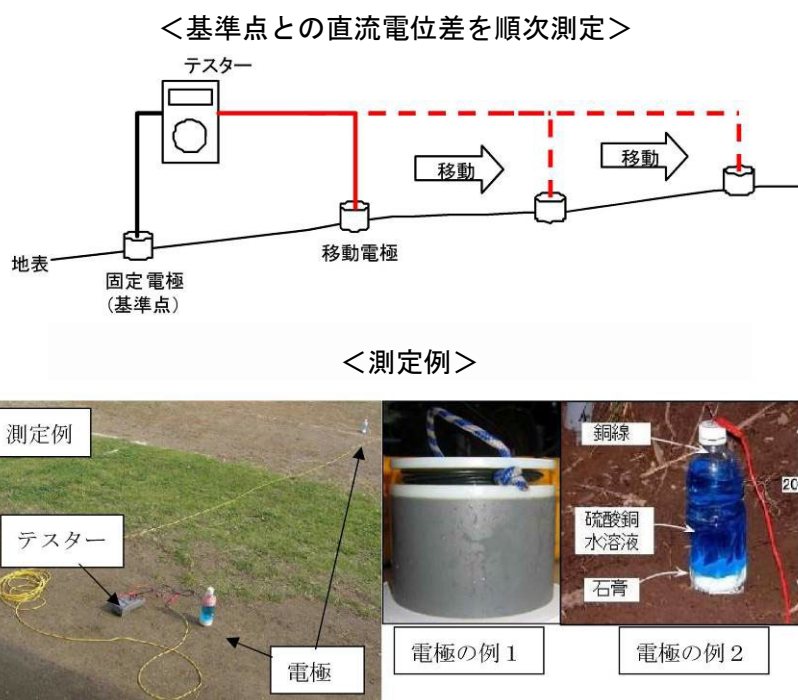 ＜基準点との直流電位差を順次測定＞
テスター
移動
移動
地表
固定電極
(基準点)
移動電極
＜測定例＞
測定例
テスター
電極
電極の例１
銅線
硫酸銅
水溶液
石膏
20
電極の例２